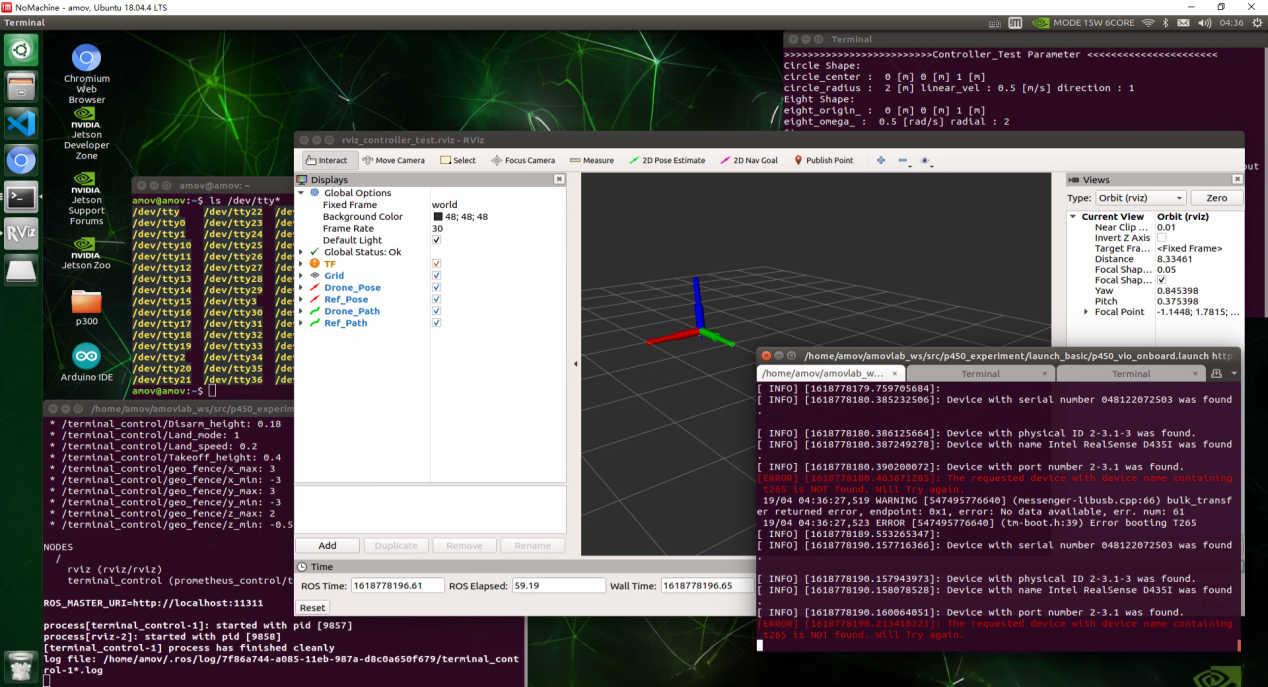 NoMachine - amov, Ubuntu 18.04.4 LTS
Terminal
MODE 15W 6CORE
04:36
Chromium
Web
Browser
NVIDIA
Jetson
Developer
Zone
NVIDIA
Jetson
Support
Forums
NVIDIA
Jetson Zoo
p300
Arduino IDE
RViz
amov@amov: ~
amov@amov:~$ ls /dev/tty*
/dev/tty /dev/tty22 /de
/dev/tty0 /dev/tty23 /de
/dev/tty1 /dev/tty24 /de
/dev/tty10 /dev/tty25 /de
/dev/tty11 /dev/tty26 /de
/dev/tty12 /dev/tty27 /de
/dev/tty13 /dev/tty28 /de
/dev/tty14 /dev/tty29 /de
/dev/tty15 /dev/tty3 /de
/dev/tty16 /dev/tty30 /de
/dev/tty17 /dev/tty31 /de
/dev/tty18 /dev/tty32 /de
/dev/tty19 /dev/tty33 /de
/dev/tty2 /dev/tty34 /de
/dev/tty20 /dev/tty35 /de
/dev/tty21 /dev/tty36 /de
amov@amov:~$
/home/amov/amovlab_ws/src/p450_experim
* /terminal_control/Disarm_height: 0.18
* /terminal_control/Land_mode: 1
* /terminal_control/Land_speed: 0.2
* /terminal_control/Takeoff_height: 0.4
* /terminal_control/geo_fence/x_max: 3
* /terminal_control/geo_fence/x_min: -3
* /terminal_control/geo_fence/y_max: 3
* /terminal_control/geo_fence/y_min: -3
* /terminal_control/geo_fence/z_max: 2
* /terminal_control/geo_fence/z_min: -0.5
NODES
/
rviz (rviz/rviz)
terminal_control (prometheus_control/t
ROS_MASTER_URI=http://localhost:11311
process[terminal_control-1]: started with pid [9857]
process[rviz-2]: started with pid [9858]
[terminal_control-1] process has finished cleanly
log file: /home/amov/.ros/log/7f86a744-a085-11eb-987a-d8c0a650f679/terminal_cont
rol-1*.log
Terminal
>>>>>>>>>>>>>>>>>>>>>>>>>Controller_Test Parameter <<<<<<<<<<<<<<<<<<<<<<
Circle Shape:
circle_center : 0 [m] 0 [m] 1 [m]
circle_radius : 2 [m] linear_vel : 0.5 [m/s] direction : 1
Eight Shape:
eight_origin_ : 0 [m] 0 [m] 1 [m]
eight_omega_ : 0.5 [rad/s] radial : 2
out
rviz_controller_test.rviz - RViz
Interact Move Camera Select Focus Camera Measure 2D Pose Estimate 2D Nav Goal Publish Point
Displays
Global Options
Fixed Frame world
Background Color 48; 48; 48
Frame Rate 30
Default Light
Global Status: Ok
TF
Grid
Drone_Pose
Ref_Pose
Drone_Path
Ref_Path
Add Duplicate Remove Rename
Time
ROS Time: 1618778196.61 ROS Elapsed: 59.19 Wall Time: 1618778196.65
Reset
Views
Type: Orbit (rviz) Zero
Current View Orbit (rviz)
Near Clip ... 0.01
Invert Z Axis
Target Fra... <Fixed Frame>
Distance 8.33461
Focal Shap... 0.05
Focal Shap...
Yaw 0.845398
Pitch 0.375398
Focal Point -1.1448; 1.7815; ...
/home/amov/amovlab_ws/src/p450_experiment/launch_basic/p450_vio_onboard.launch http
/home/amov/amovlab_w... Terminal Terminal
[ INFO] [1618778179.759705684]:
[ INFO] [1618778180.385232506]: Device with serial number 048122072503 was found
.
[ INFO] [1618778180.386125664]: Device with physical ID 2-3.1-3 was found.
[ INFO] [1618778180.387249278]: Device with name Intel RealSense D435I was found
.
[ INFO] [1618778180.390200072]: Device with port number 2-3.1 was found.
[ERROR] [1618778180.463671285]: The requested device with device name containing
t265 is NOT found. Will Try again.
19/04 04:36:27,519 WARNING [547495776640] (messenger-libusb.cpp:66) bulk_transf
er returned error, endpoint: 0x1, error: No data available, err. num: 61
19/04 04:36:27,523 ERROR [547495776640] (tm-boot.h:39) Error booting T265
[ INFO] [1618778189.553265347]:
[ INFO] [1618778190.157716366]: Device with serial number 048122072503 was found
.
[ INFO] [1618778190.157943973]: Device with physical ID 2-3.1-3 was found.
[ INFO] [1618778190.158078528]: Device with name Intel RealSense D435I was found
.
[ INFO] [1618778190.160064051]: Device with port number 2-3.1 was found.
[ERROR] [1618778190.213410221]: The requested device with device name containing
t265 is NOT found. Will Try again.